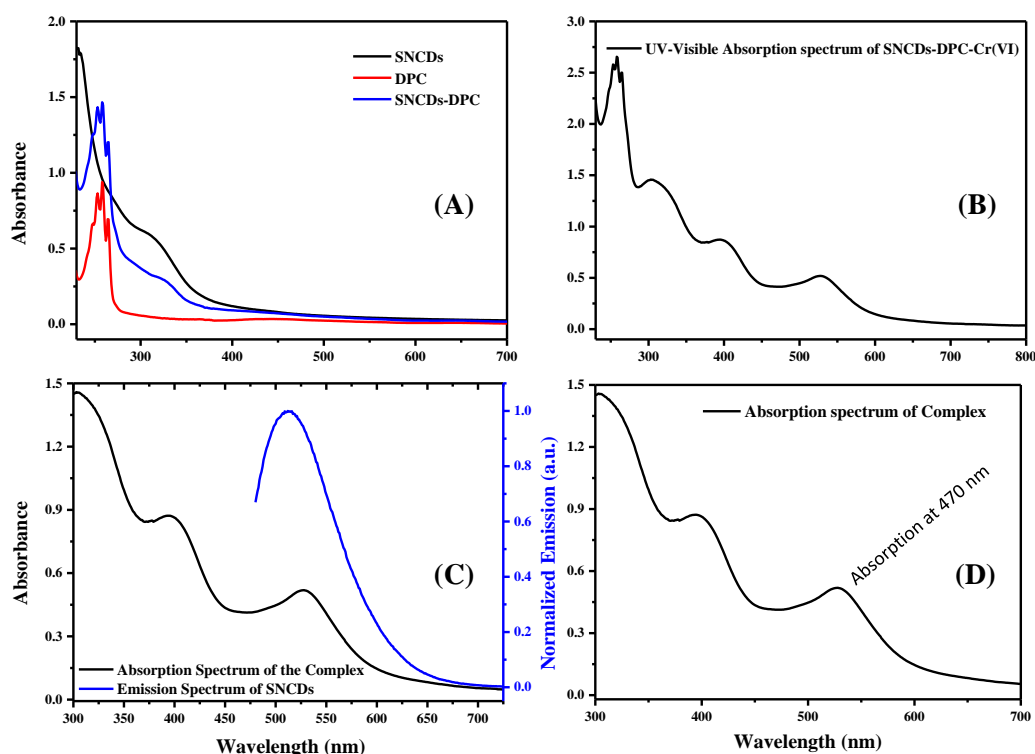 2.0
1.5
1.0
0.5
0.0
Absorbance
SNCDs
DPC
SNCDs-DPC
(A)
300 400 500 600 700
3.0
2.5
2.0
1.5
1.0
0.5
0.0
UV-Visible Absorption spectrum of SNCDs-DPC-Cr(VI)
(B)
300 400 500 600 700 800
1.5
1.2
0.9
0.6
0.3
0.0
Absorbance
(C)
Absorption Spectrum of the Complex
Emission Spectrum of SNCDs
300 350 400 450 500 550 600 650 700
Wavelength (nm)
1.0
0.8
0.6
0.4
0.2
0.0
Normalized Emission (a.u.)
1.5
1.2
0.9
0.6
0.3
0.0
Absorption spectrum of Complex
Absorption at 470 nm
(D)
300 400 500 600 700
Wavelength (nm)